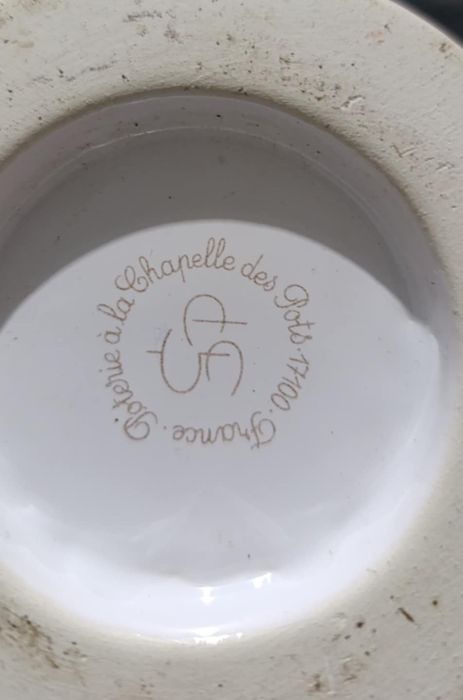 Poterie à la Chapelle des Pots. 17100. France.